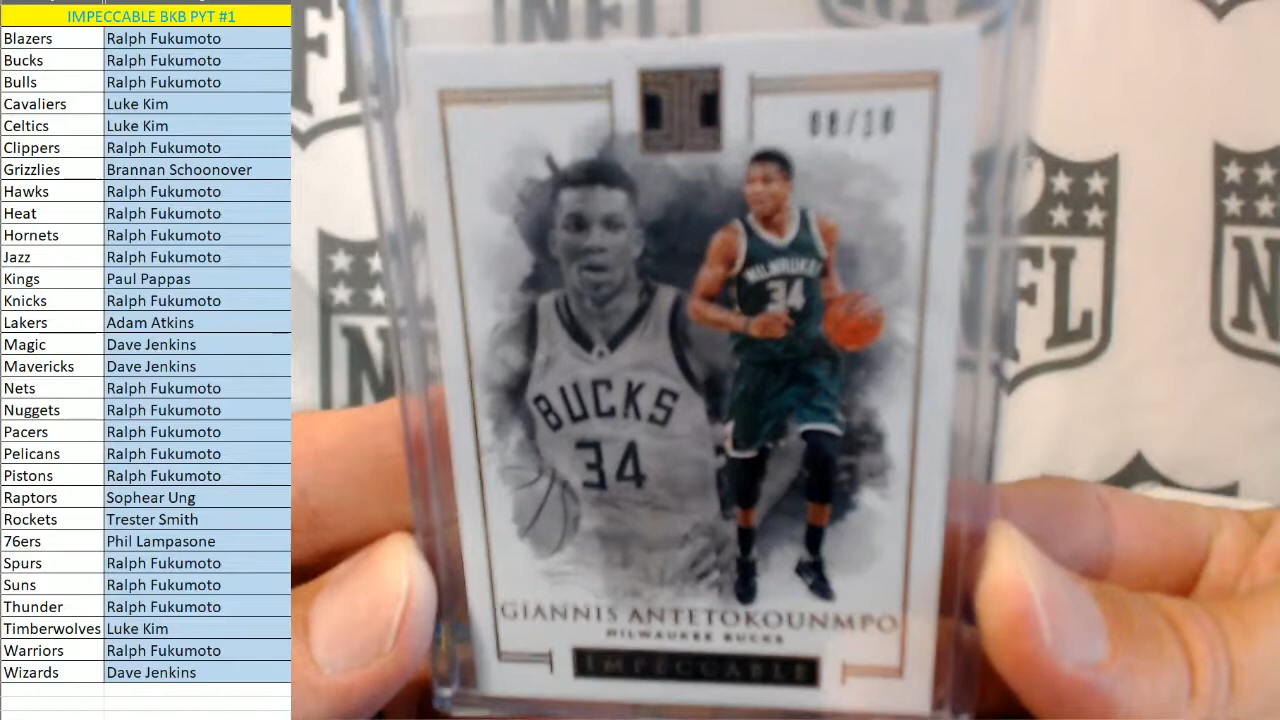 IMPECCABLE BKB PYT #1
Blazers Ralph Fukumoto
Bucks Ralph Fukumoto
Bulls Ralph Fukumoto
Cavaliers Luke Kim
Celtics Luke Kim
Clippers Ralph Fukumoto
Grizzlies Brannan Schoonover
Hawks Ralph Fukumoto
Heat Ralph Fukumoto
Hornets Ralph Fukumoto
Jazz Ralph Fukumoto
Kings Paul Pappas
Knicks Ralph Fukumoto
Lakers Adam Atkins
Magic Dave Jenkins
Mavericks Dave Jenkins
Nets Ralph Fukumoto
Nuggets Ralph Fukumoto
Pacers Ralph Fukumoto
Pelicans Ralph Fukumoto
Pistons Ralph Fukumoto
Raptors Sophear Ung
Rockets Trester Smith
76ers Phil Lampasone
Spurs Ralph Fukumoto
Suns Ralph Fukumoto
Thunder Ralph Fukumoto
Timberwolves Luke Kim
Warriors Ralph Fukumoto
Wizards Dave Jenkins
08/10
MILWAUKEE
34
BUCKS
34
GIANNIS ANTETOKOUNMPO
MILWAUKEE BUCKS
IMPECCABLE
NFL
NFL